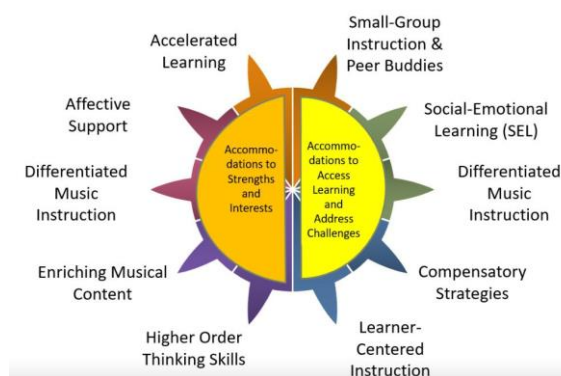 Accelerated
Learning
Affective
Support
Differentiated
Music
Instruction
Enriching Musical
Content
Higher Order
Thinking Skills
Accommo-
dations to
Strengths
and
Interests
Accommo-
dations to
Access
Learning
and
Address
Challenges
Small-Group
Instruction &
Peer Buddies
Social-Emotional
Learning (SEL)
Differentiated
Music
Instruction
Compensatory
Strategies
Learner-
Centered
Instruction